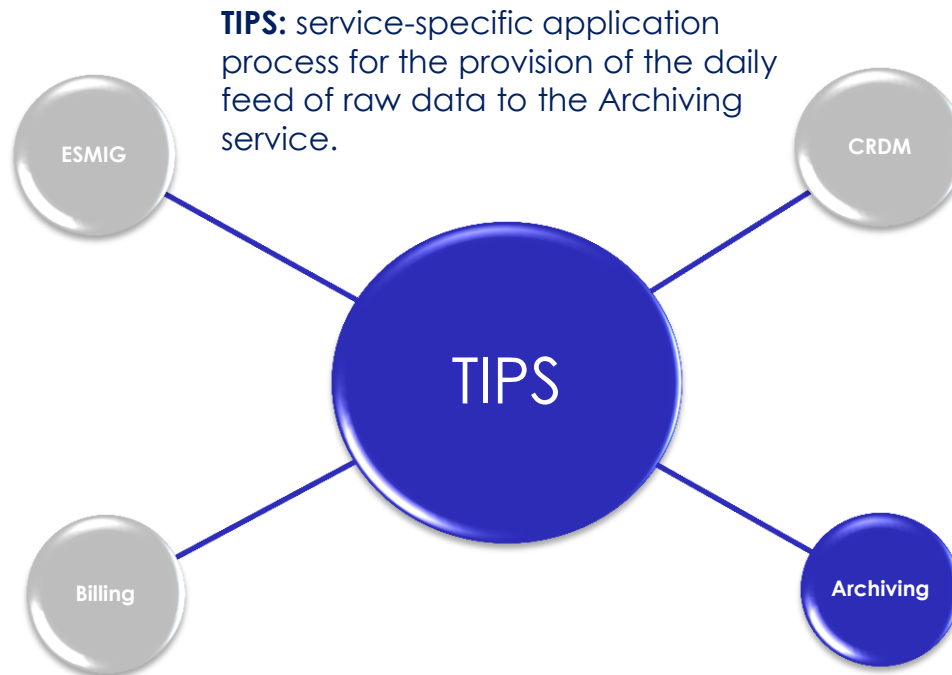 TIPS: service-specific application
process for the provision of the daily
feed of raw data to the Archiving
service.
ESMIG
CRDM
TIPS
Billing
Archiving